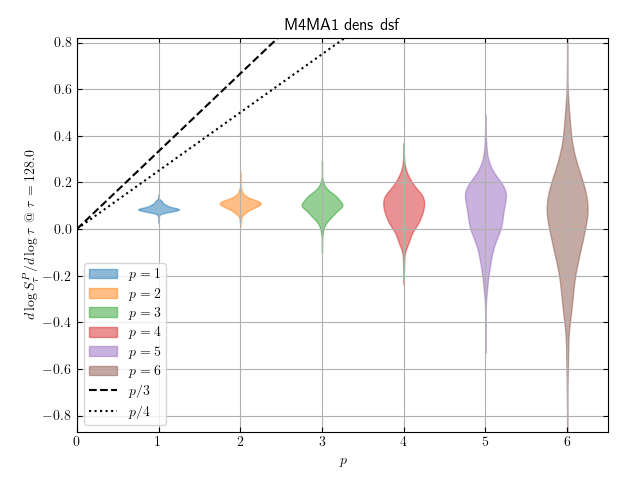 M4MA1 dens dsf
d log S_τ^P / d log τ @ τ = 128.0
0.8
0.6
0.4
0.2
0.0
−0.2
−0.4
−0.6
−0.8
p = 1
p = 2
p = 3
p = 4
p = 5
p = 6
p/3
p/4
0 1 2 3 4 5 6
p